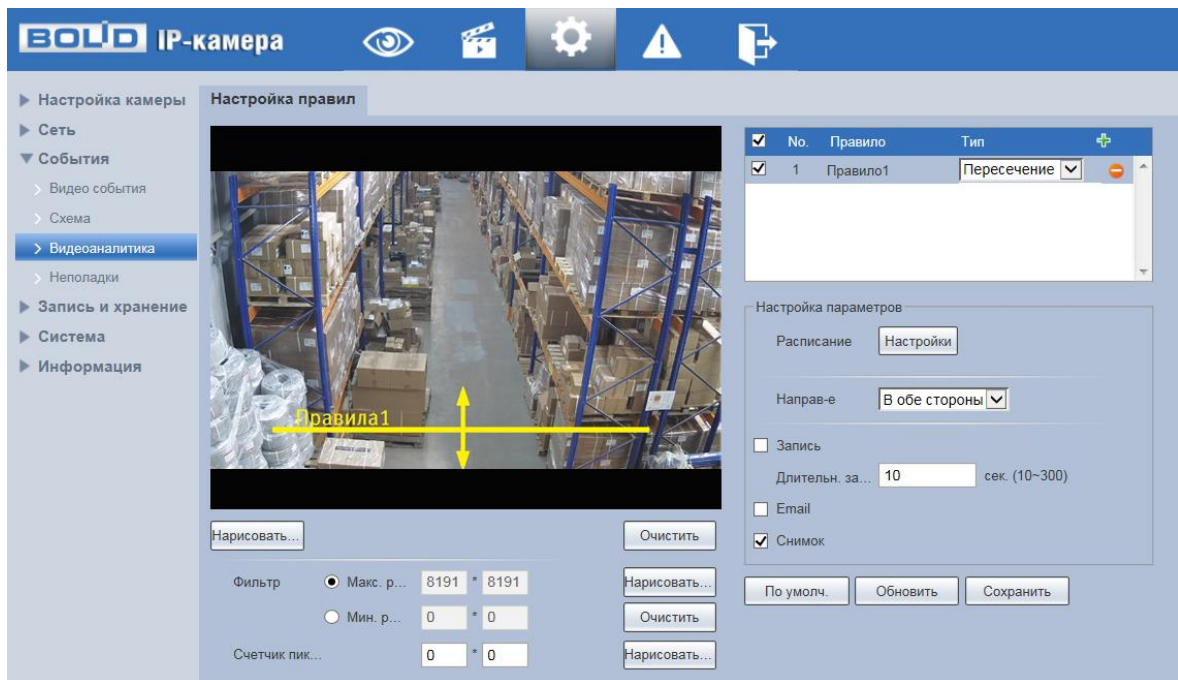 BOLID IP-камера
Настройка камеры
Сеть
События
Видео события
Схема
Видеоаналитика
Неполадки
Запись и хранение
Система
Информация
Настройка правил
Правила1
Нарисовать...
Очистить
Фильтр
Макс. р...
8191 * 8191
Нарисовать...
Мин. р...
0 * 0
Очистить
Счетчик пик...
0 * 0
Нарисовать...
No. Правило Тип
1 Правило1 Пересечение
Настройка параметров
Расписание Настройки
Направ-е В обе стороны
Запись
Длительн. за... 10 сек. (10~300)
Email
Снимок
По умолч. Обновить Сохранить